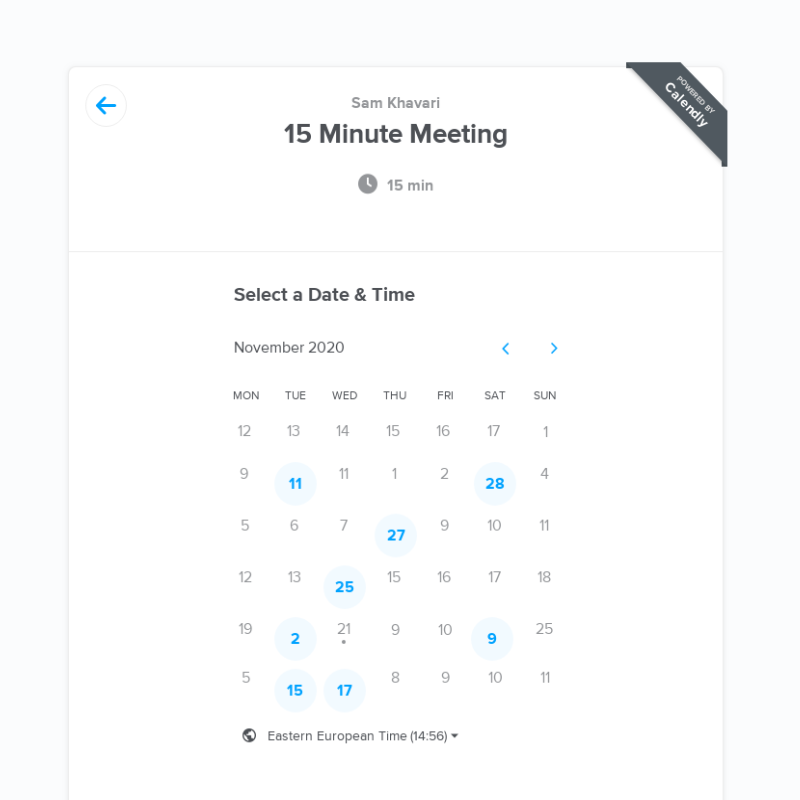 POWERED BY
Calendly
Sam Khavari
15 Minute Meeting
15 min
Select a Date & Time
November 2020
MON TUE WED THU FRI SAT SUN
12 13 14 15 16 17 1
9 11 11 1 2 28 4
5 6 7 27 9 10 11
12 13 25 15 16 17 18
19 2 21 9 10 9 25
5 15 17 8 9 10 11
Eastern European Time (14:56)